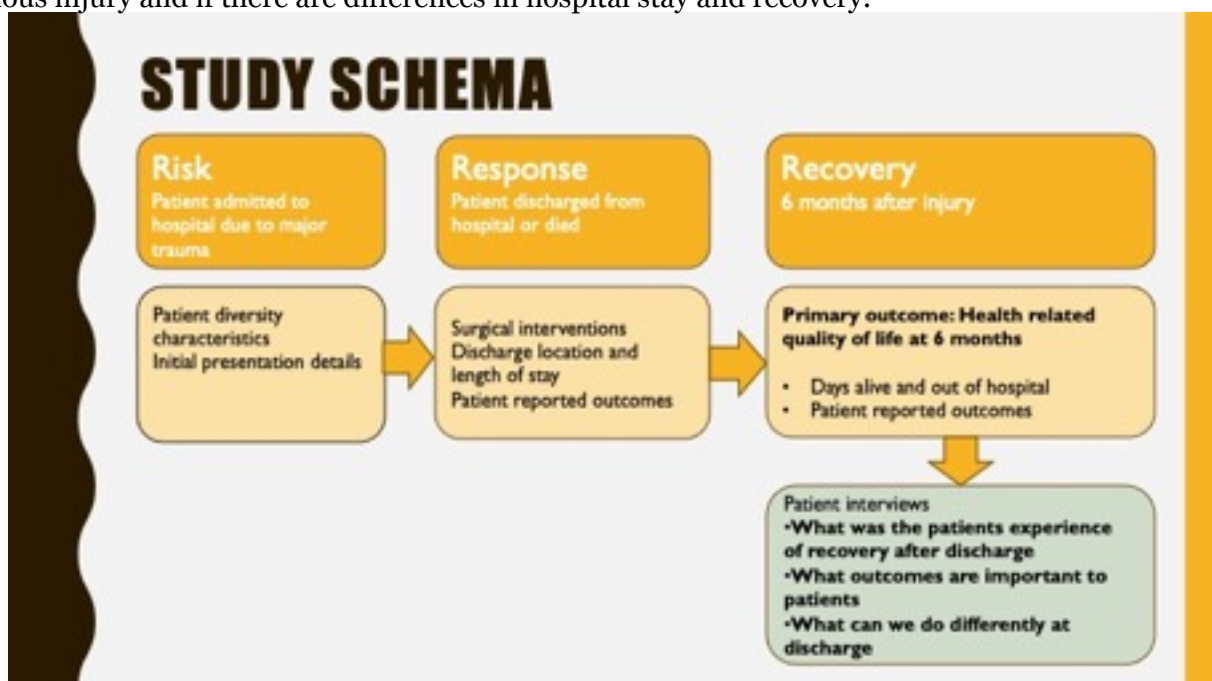 injury and if there are differences in hospital stay and recovery.
STUDY SCHEMA
Risk
Patient admitted to
hospital due to major
trauma
Response
Patient discharged from
hospital or died
Recovery
6 months after injury
Patient diversity
characteristics
Initial presentation details
Surgical interventions
Discharge location and
length of stay
Patient reported outcomes
Primary outcome: Health related
quality of life at 6 months
• Days alive and out of hospital
• Patient reported outcomes
Patient interviews
•What was the patients experience
of recovery after discharge
•What outcomes are important to
patients
•What can we do differently at
discharge